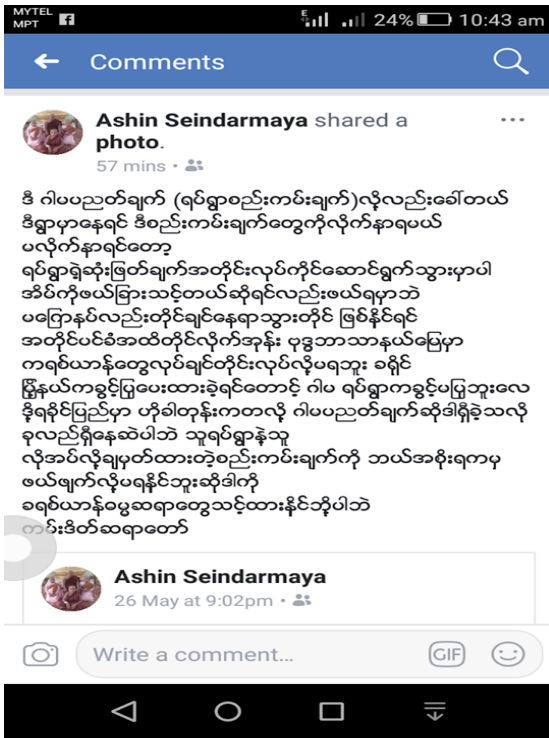 MYTEL
MPT
E
24%
10:43 am
Comments
Ashin Seindarmaya shared a
photo.
57 mins •
ဒီ ဂါမပညတ်ချက် (ရပ်ရွာစည်းကမ်းချက်)လို့လည်းခေါ်တယ်
ဒီရွာမှာနေရင် ဒီစည်းကမ်းချက်တွေကိုလိုက်နာရမယ်
မလိုက်နာရင်တော့
ရပ်ရွာရဲ့ဆုံးဖြတ်ချက်အတိုင်းလုပ်ကိုင်ဆောင်ရွက်သွားမှာပါ
အိမ်ကိုဖယ်ခြားသင့်တယ်ဆိုရင်လည်းဖယ်ရမှာဘဲ
မကြေနပ်လည်းတိုင်ချင်နေရာသွားတိုင် ဖြစ်နိုင်ရင်
အတိုင်ပင်ခံအထိတိုင်လိုက်အုန်း ဗုဒ္ဓဘာသာနယ်မြေမှာ
ကရစ်ယာန်တွေလုပ်ချင်တိုင်းလုပ်လို့မရဘူး ခရိုင်
မြို့နယ်ကခွင့်ပြုပေးထားခဲ့ရင်တောင့် ဂါမ ရပ်ရွာကခွင့်မပြုဘူးလေ
ဒို့ရခိုင်ပြည်မှာ ဟိုခါတုန်းကတလို့ ဂါမပညတ်ချက်ဆိုဒါရှိခဲ့သလို
ခုလည်ရှိနေဆဲပါဘဲ သူရပ်ရွာနဲ့သူ
လိုအပ်လို့ချမှတ်ထားတဲ့စည်းကမ်းချက်ကို ဘယ်အစိုးရကမှ
ဖယ်ဖျက်လို့မရနိုင်ဘူးဆိုဒါကို
ခရစ်ယာန်ဓမ္မဆရာတွေသင့်ထားနိုင်ဘို့ပါဘဲ
ကမ်းဒိတ်ဆရာတော်
Ashin Seindarmaya
26 May at 9:02pm •
Write a comment...
GIF